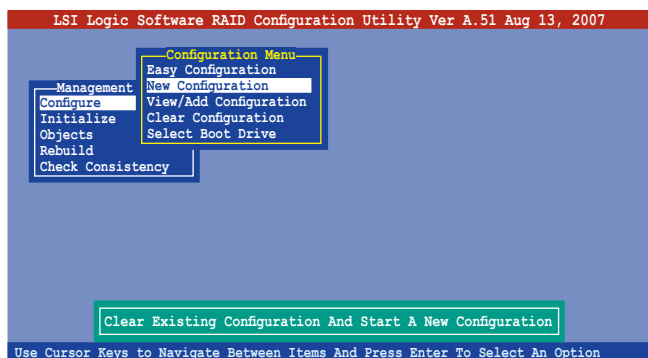 LSI Logic Software RAID Configuration Utility Ver A.51 Aug 13, 2007
Configuration Menu
Easy Configuration
New Configuration
View/Add Configuration
Clear Configuration
Select Boot Drive
Management
Configure
Initialize
Objects
Rebuild
Check Consistency
Clear Existing Configuration And Start A New Configuration
Use Cursor Keys to Navigate Between Items And Press Enter To Select An Option